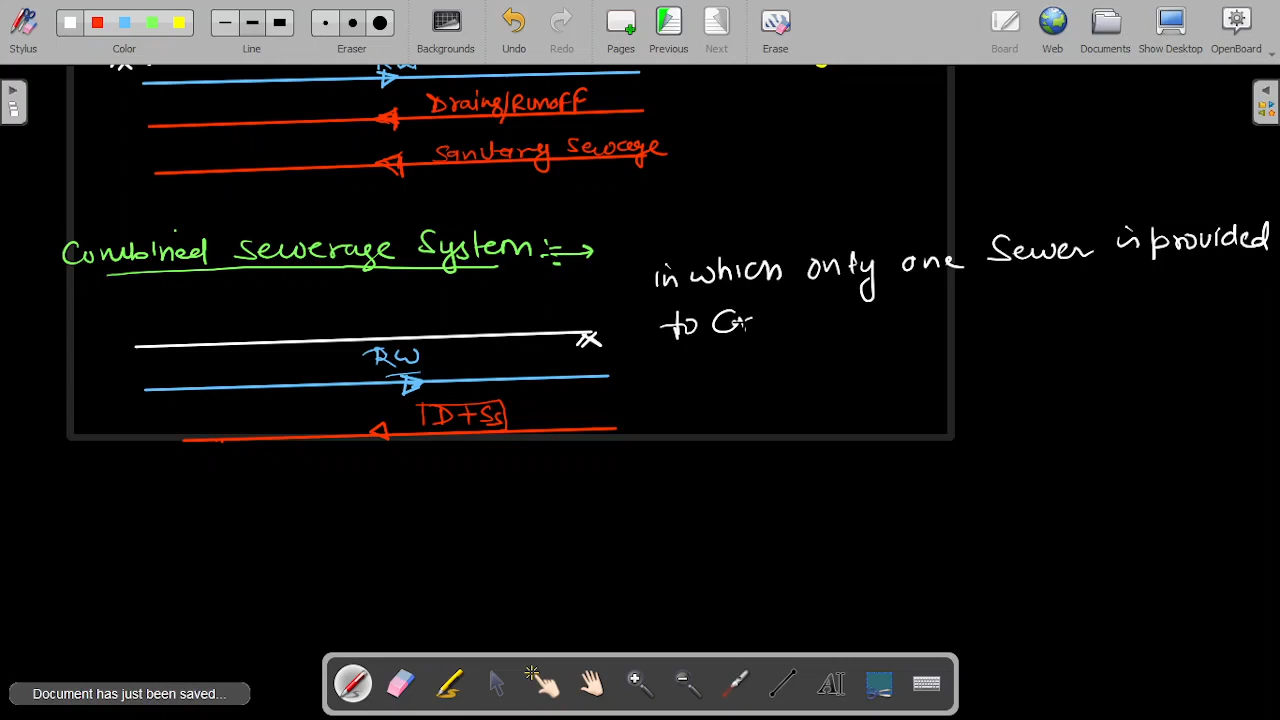 Stylus
Color
Line
Eraser
Backgrounds
Undo
Redo
Pages
Previous
Next
Erase
Board
Web
Documents
Show Desktop
OpenBoard
RW
Drains/Runoff
Sanitary Sewage
Combined Sewerage System :- →
in which only one Sewer is provided
to
RW
D+SS
Document has just been saved...
AI